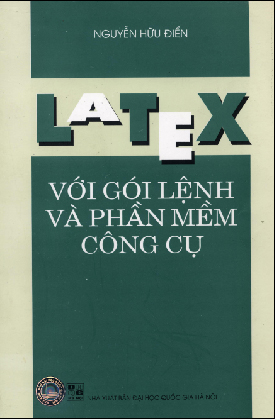 NGUYỄN HỮU ĐIỂN
LATEX
VỚI GÓI LỆNH
VÀ PHẦN MỀM
CÔNG CỤ
NHÀ XUẤT BẢN ĐẠI HỌC QUỐC GIA HÀ NỘI